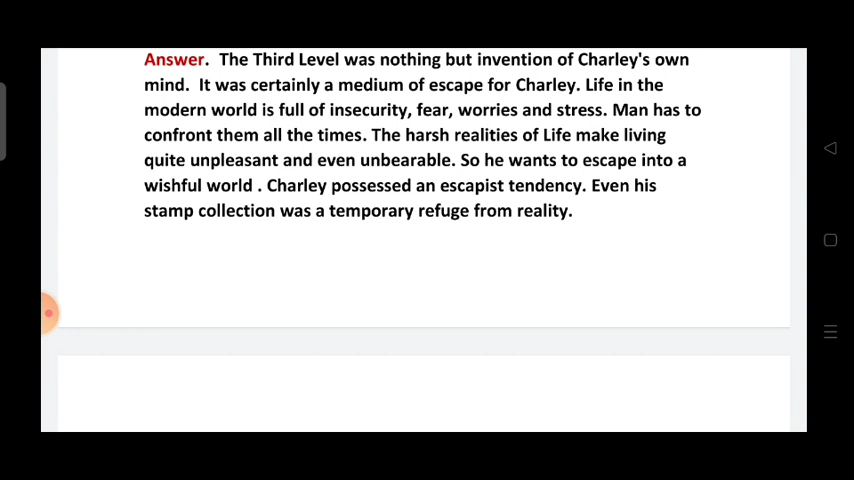 Answer. The Third Level was nothing but invention of Charley's own
mind. It was certainly a medium of escape for Charley. Life in the
modern world is full of insecurity, fear, worries and stress. Man has to
confront them all the times. The harsh realities of Life make living
quite unpleasant and even unbearable. So he wants to escape into a
wishful world . Charley possessed an escapist tendency. Even his
stamp collection was a temporary refuge from reality.